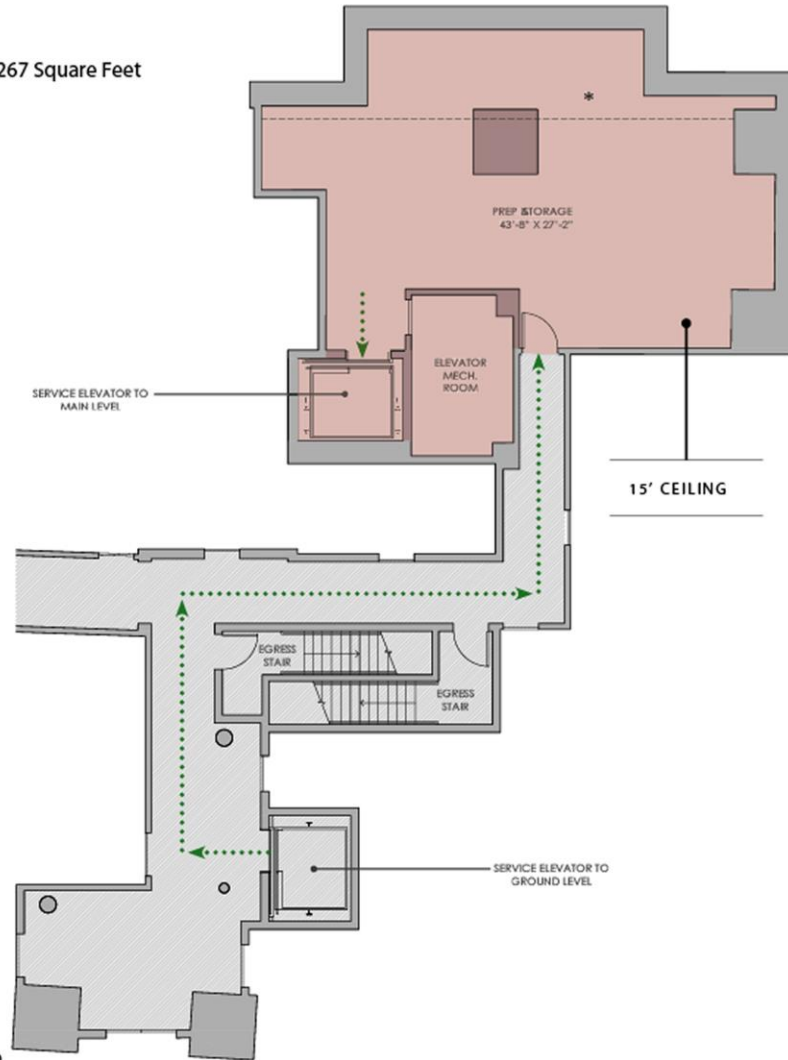 267 Square Feet
*
PREP &STORAGE
43'-8" X 27'-2"
ELEVATOR
MECH.
ROOM
SERVICE ELEVATOR TO
MAIN LEVEL
15' CEILING
EGRESS
STAIR
EGRESS
STAIR
SERVICE ELEVATOR TO
GROUND LEVEL